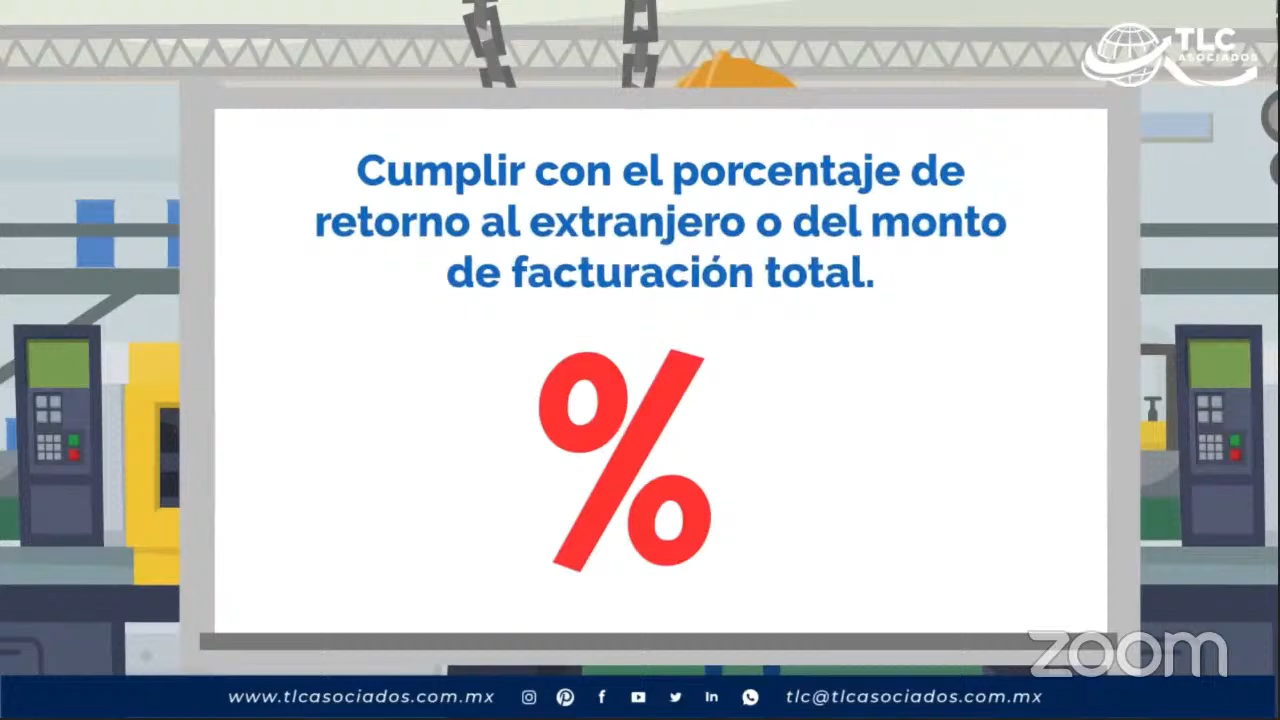 TLC
ASOCIADOS
Cumplir con el porcentaje de
retorno al extranjero o del monto
de facturación total.
%
zoom
www.tlcasociados.com.mx tlc@tlcasociados.com.mx